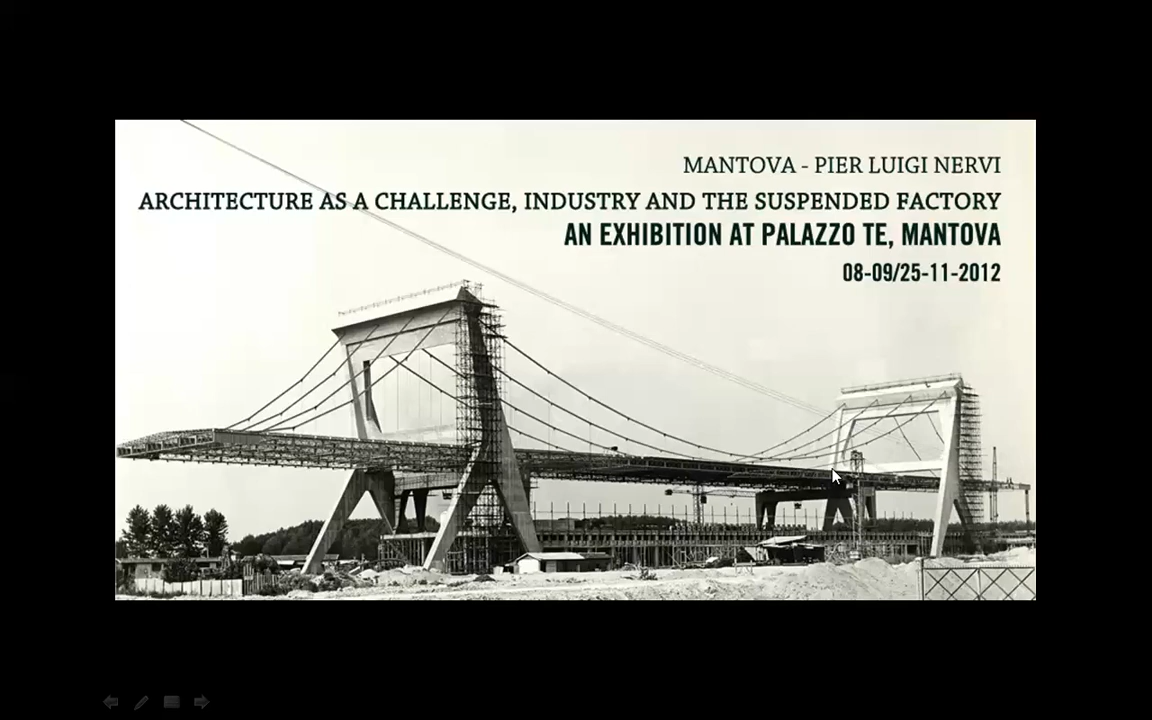 MANTOVA - PIER LUIGI NERVI
ARCHITECTURE AS A CHALLENGE, INDUSTRY AND THE SUSPENDED FACTORY
AN EXHIBITION AT PALAZZO TE, MANTOVA
08-09/25-11-2012